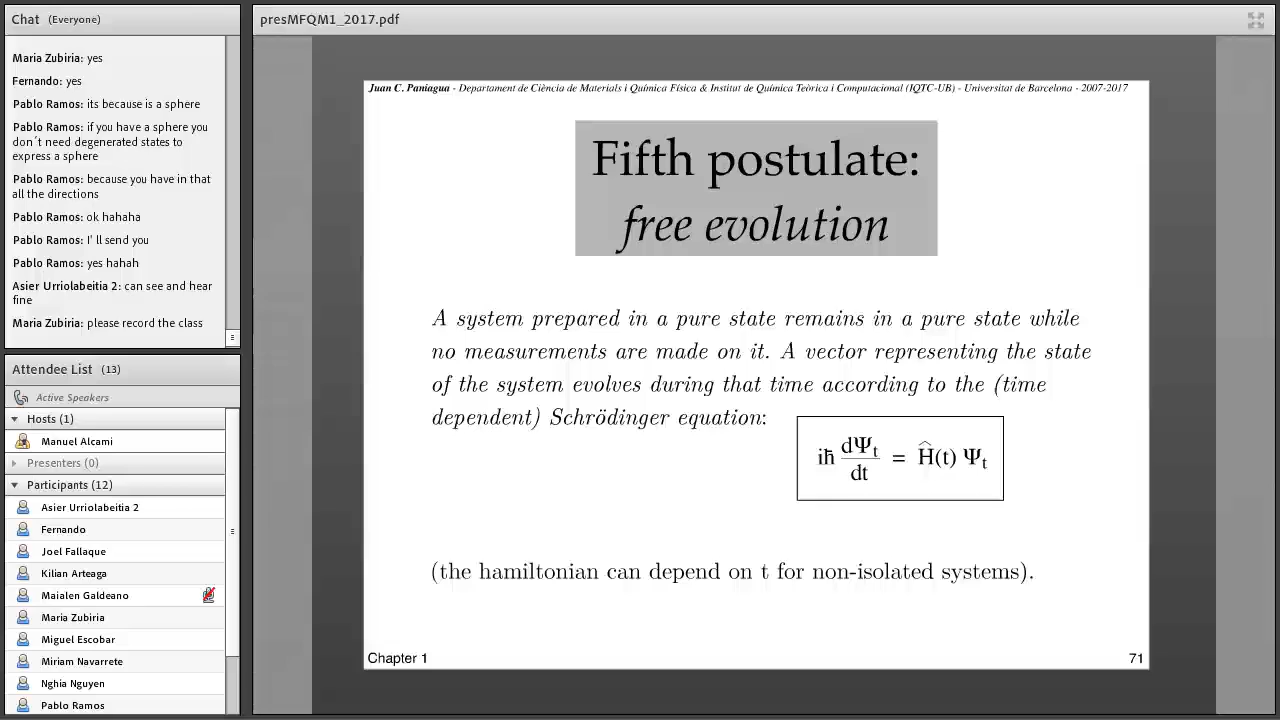 Chat (Everyone)
Maria Zubiria: yes
Fernando: yes
Pablo Ramos: its because is a sphere
Pablo Ramos: if you have a sphere you
don´t need degenerated states to
express a sphere
Pablo Ramos: because you have in that
all the directions
Pablo Ramos: ok hahaha
Pablo Ramos: I' ll send you
Pablo Ramos: yes hahah
Asier Urriolabeitia 2: can see and hear
fine
Maria Zubiria: please record the class
Attendee List (13)
Active Speakers
Hosts (1)
Manuel Alcami
Presenters (0)
Participants (12)
Asier Urriolabeitia 2
Fernando
Joel Fallaque
Kilian Arteaga
Maialen Galdeano
Maria Zubiria
Miguel Escobar
Miriam Navarrete
Nghia Nguyen
Pablo Ramos
presMFQM1_2017.pdf
Juan C. Paniagua - Departament de Ciència de Materials i Química Física & Institut de Química Teòrica i Computacional (IQTC-UB) - Universitat de Barcelona - 2007-2017
Fifth postulate:
free evolution
A system prepared in a pure state remains in a pure state while
no measurements are made on it. A vector representing the state
of the system evolves during that time according to the (time
dependent) Schrödinger equation:
iħ dΨt/dt = Ĥ(t) Ψt
(the hamiltonian can depend on t for non-isolated systems).
Chapter 1
71